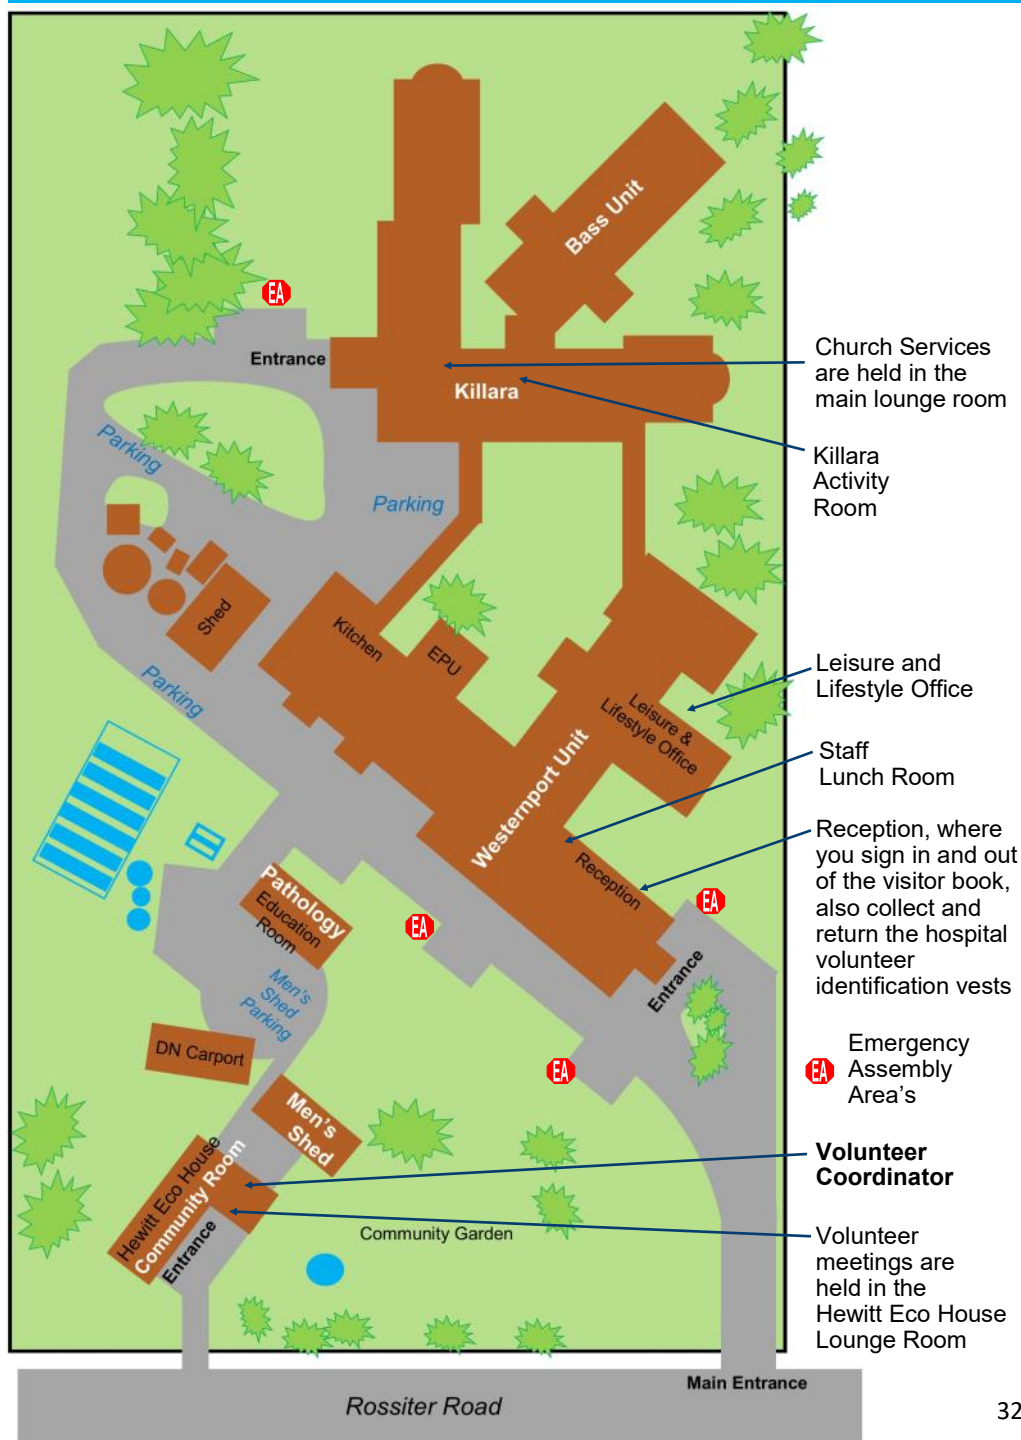 EA
Bass Unit
Entrance
Killara
Church Services
are held in the
main lounge room
Killara
Activity
Room
Parking
Parking
Shed
Kitchen
EPU
Parking
Leisure &
Lifestyle Office
Leisure and
Lifestyle Office
Westernport Unit
Staff
Lunch Room
Reception
Reception, where
you sign in and out
of the visitor book,
also collect and
return the hospital
volunteer
identification vests
EA
EA
Pathology
Education
Room
Entrance
Men's
Shed
Parking
DN Carport
EA
EA
Emergency
Assembly
Area's
Men's
Shed
Volunteer
Coordinator
Hewitt Eco House
Community Room
Entrance
Community Garden
Volunteer
meetings are
held in the
Hewitt Eco House
Lounge Room
Main Entrance
Rossiter Road
32